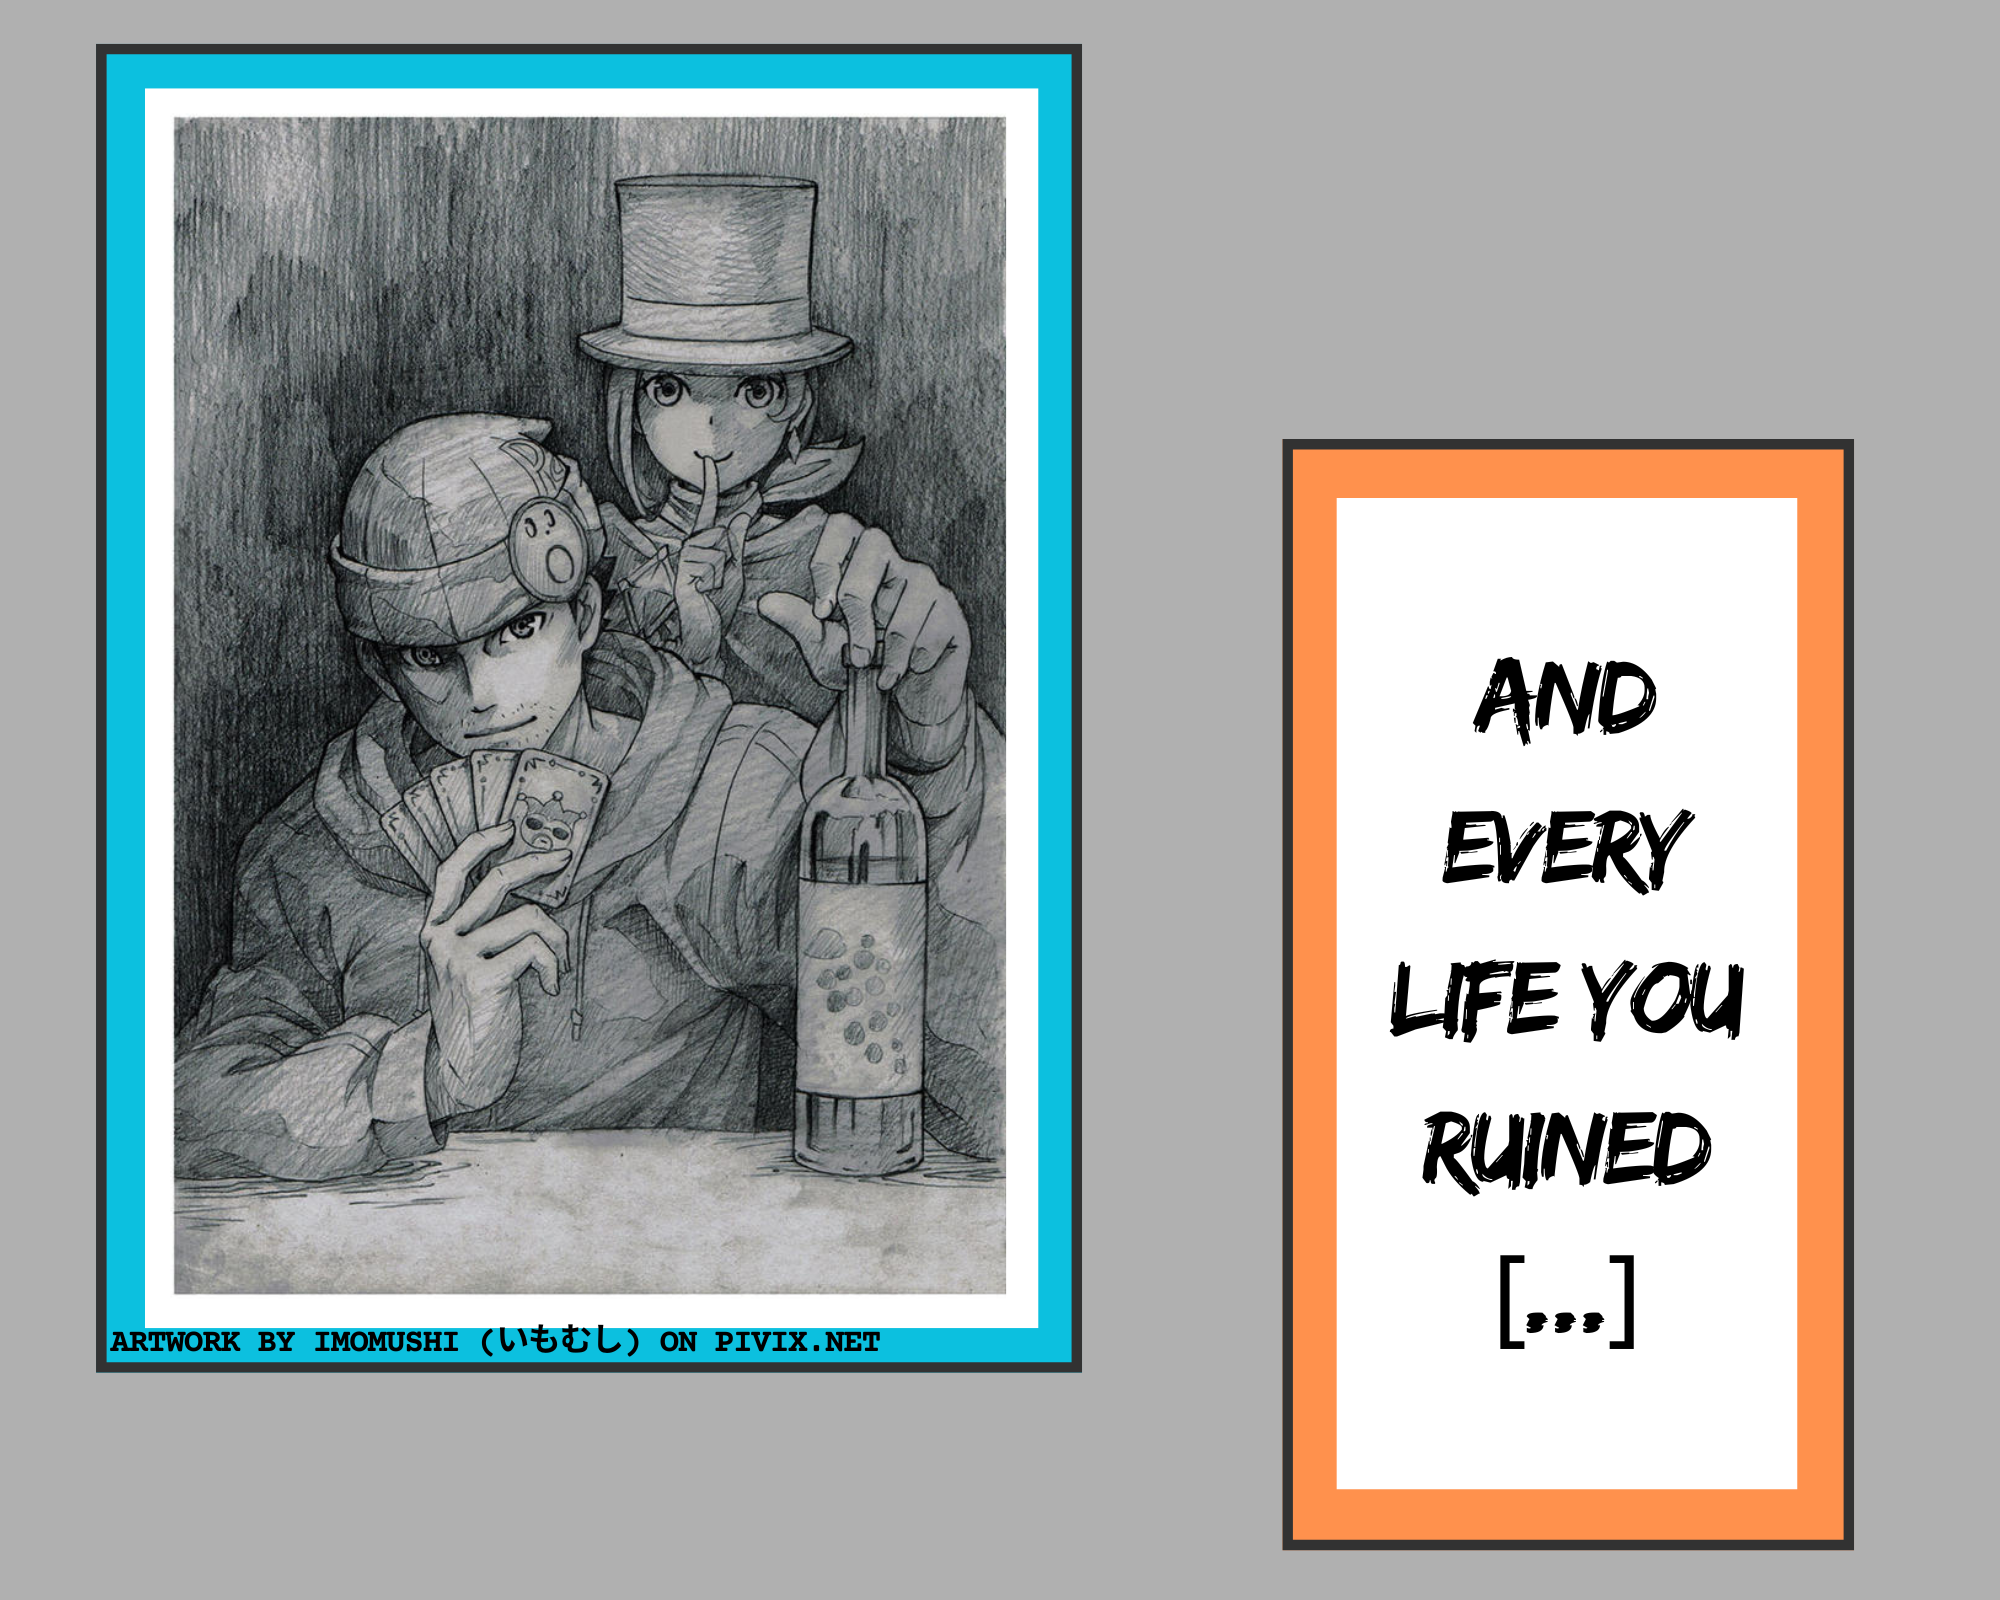 ARTWORK BY IMOMUSHI (いもむし) ON PIVIX.NET
AND
EVERY
LIFE YOU
RUINED
[...]